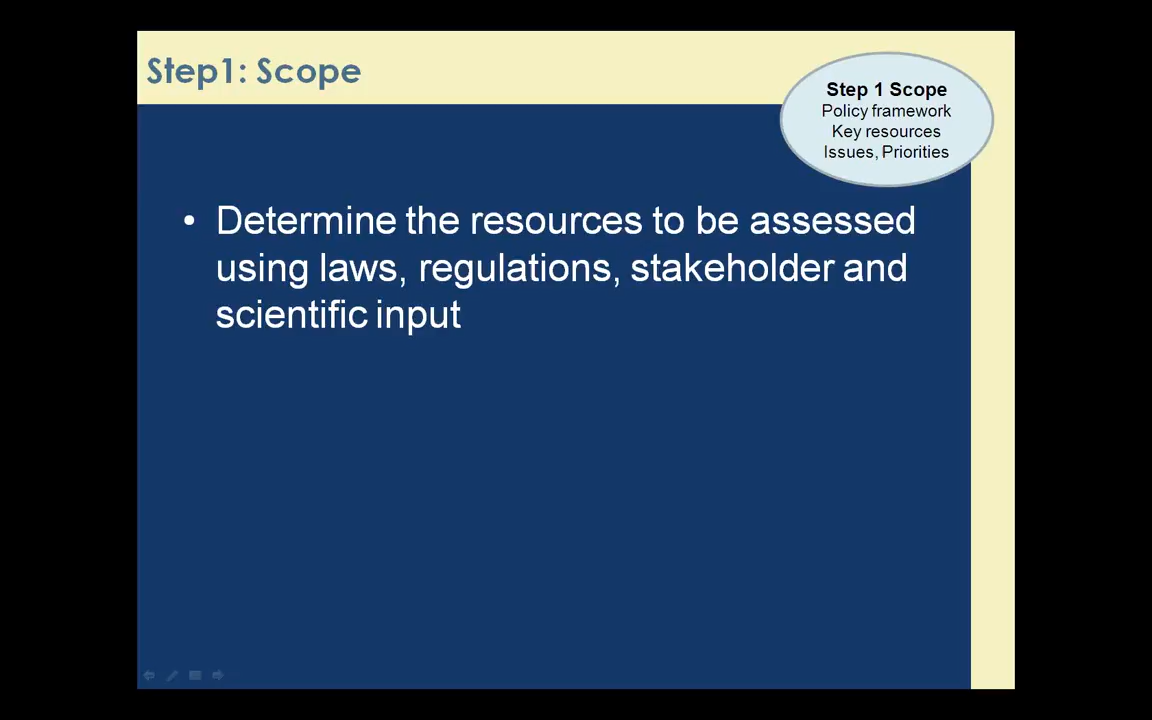 Step1: Scope
Step 1 Scope
Policy framework
Key resources
Issues, Priorities
• Determine the resources to be assessed
using laws, regulations, stakeholder and
scientific input